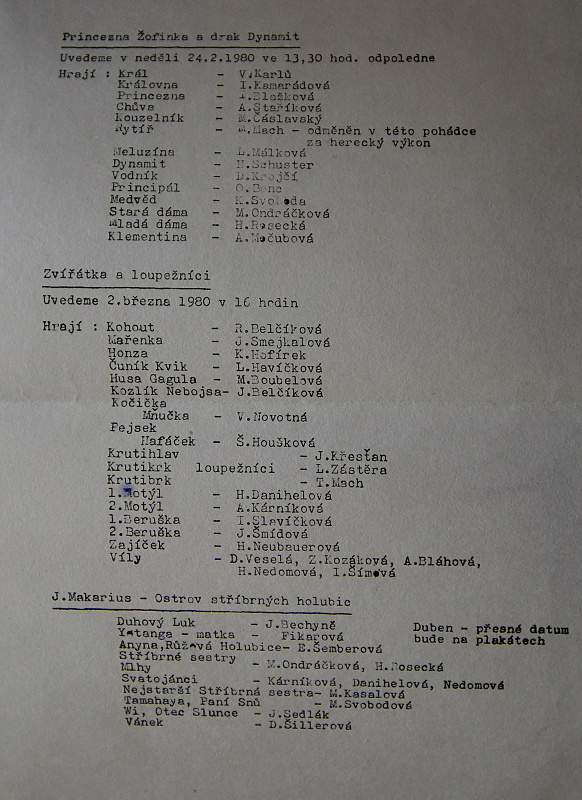 Princezna Žofinka a drak Dynamit
Uvedeme v neděli 24.2.1980 ve 13,30 hod. odpoledne
Hrají : Král - V.Karlů
Královna - I.Kamarádová
Princezna - I.Blažková
Chůva - A.Staříková
Kouzelník - M.Čáslavský
Rytíř - M.Mach - odměněn v této pohádce
za herecký výkon
Meluzína - L.Málková
Dynamit - Schuster
Vodník - D.Krejčí
Principál - O.Benc
Medvěd - K.Svoboda
Stará dáma - M.Ondráčková
Mladá dáma - H.Rosecká
Klementina - A.Močubová
Zvířátka a loupežníci
Uvedeme 2.března 1980 v 16 hrdin
Hrají : Kohout - R.Belčíková
Mařenka - J.Smejkalová
Honza - K.Hofírek
Čuník Kvik - L.Havíčková
Husa Gagula - M.Boubelová
Kozlík Nebojsa- J.Belčíková
Kočička
Mňučka - V.Novotná
Pejsek
Hafáček - Š.Houšková
Krutihlav - J.Křesťan
Krutikrk loupežníci - L.Zástěra
Krutibrk - T.Mach
1.Motýl - H.Danihelová
2.Motýl - A.Kárníková
1.Beruška - I.Slavíčková
2.Beruška - J.Šmídová
Zajíček - H.Neubauerová
Víly - D.Veselá, Z.Kozáková, A.Bláhová,
H.Nedomová, I.Šímová
J.Makarius - Ostrov stříbrných holubic
Duhový Luk - J.Bechyně Duben - přesné datum
Yatanga - matka - Fikarová bude na plakátech
Anyna,Růžová Holubice- E.Šemberová
Stříbrné sestry
Mlhy - M.Ondráčková, H.Rosecká
Svatojánci - Kárníková, Danihelová, Nedomová
Nejstarší Stříbrná sestra- M.Kasalová
Tamahaya, Paní Snů - M.Svobodová
Wi, Otec Slunce - J.Sedlák
Vánek - D.Šillerová